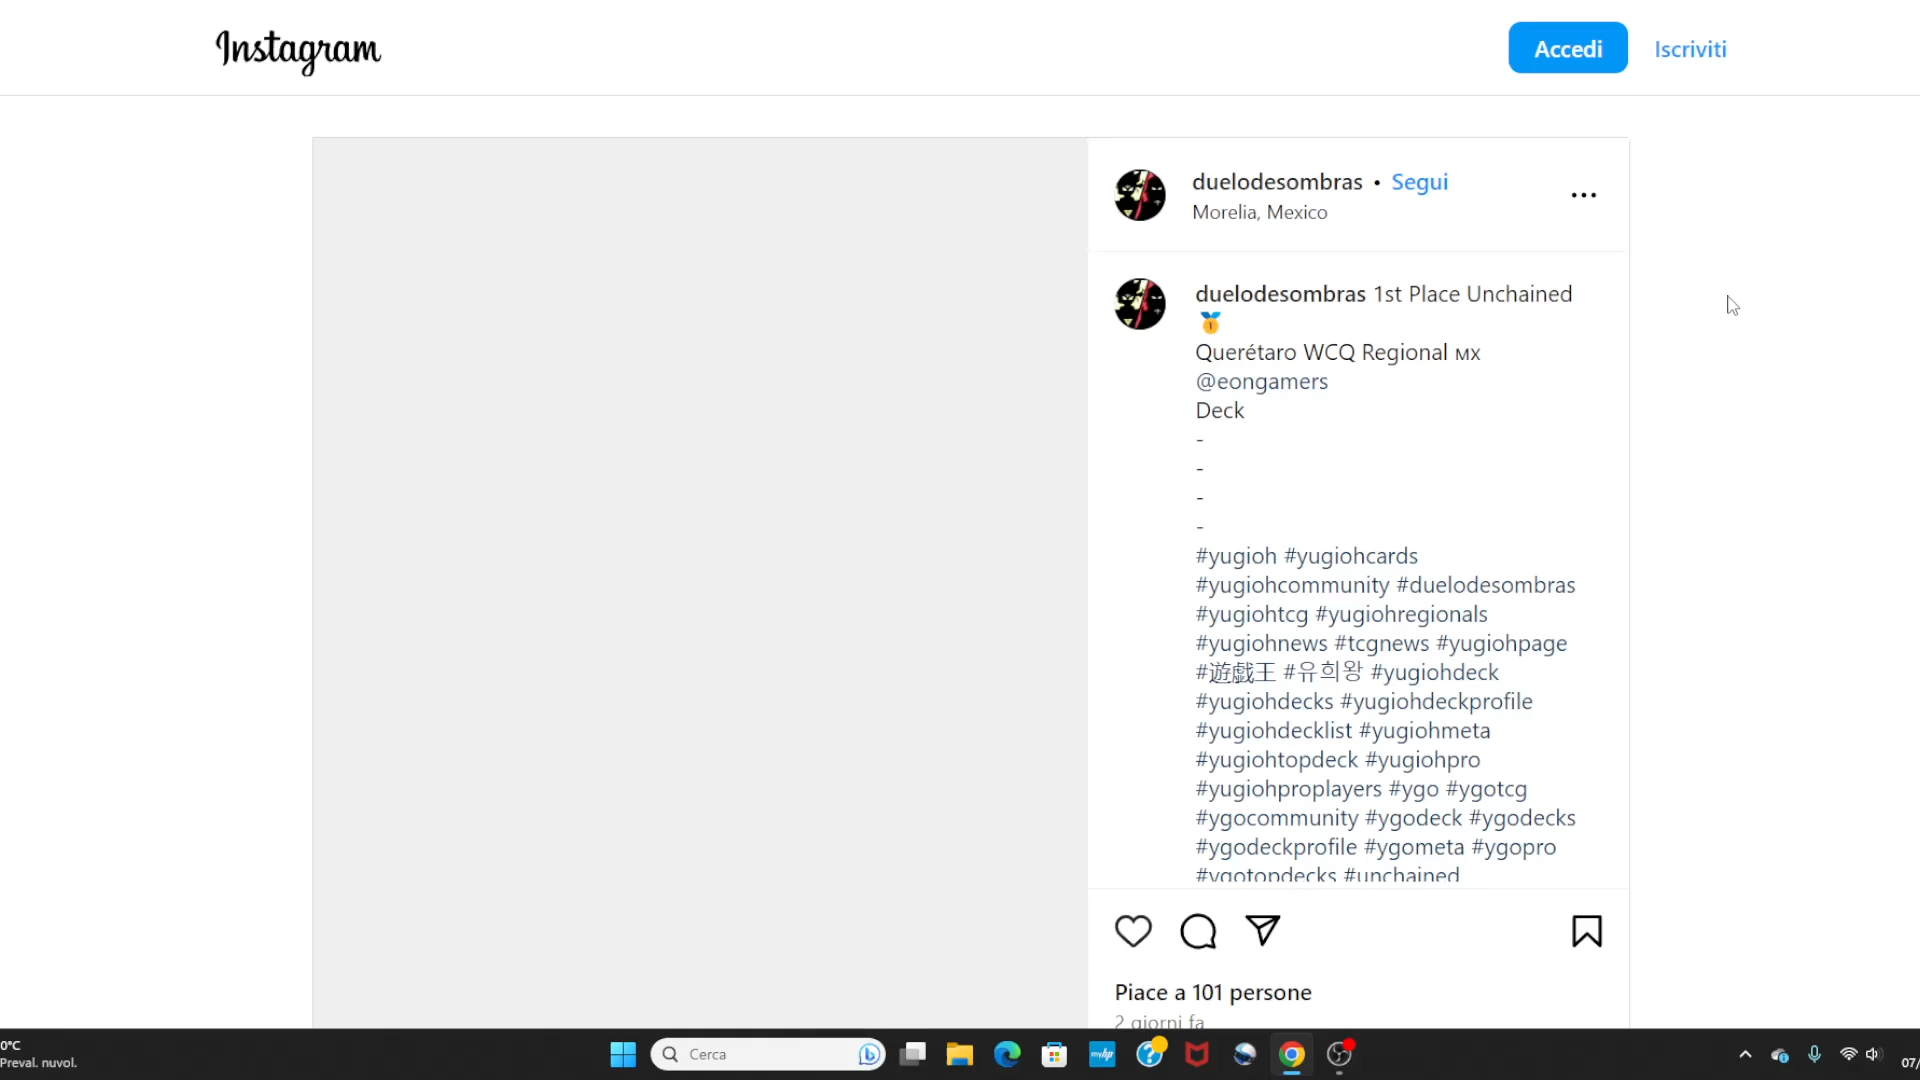 Instagram
Accedi
Iscriviti
duelodesombras • Segui
Morelia, Mexico
duelodesombras 1st Place Unchained
🥇
Querétaro WCQ Regional MX
@eongamers
Deck
-
-
-
-
#yugioh #yugiohcards
#yugiohcommunity #duelodesombras
#yugiohtcg #yugiohregionals
#yugiohnews #tcgnews #yugiohpage
#遊戯王 #유희왕 #yugiohdeck
#yugiohdecks #yugiohdeckprofile
#yugiohdecklist #yugiohmeta
#yugiohtopdeck #yugiohpro
#yugiohproplayers #ygo #ygotcg
#ygocommunity #ygodeck #ygodecks
#ygodeckprofile #ygometa #ygopro
#ygotopdecks #unchained
Piace a 101 persone
2 giorni fa
0°C
Preval. nuvol.
Cerca
myhp
07/